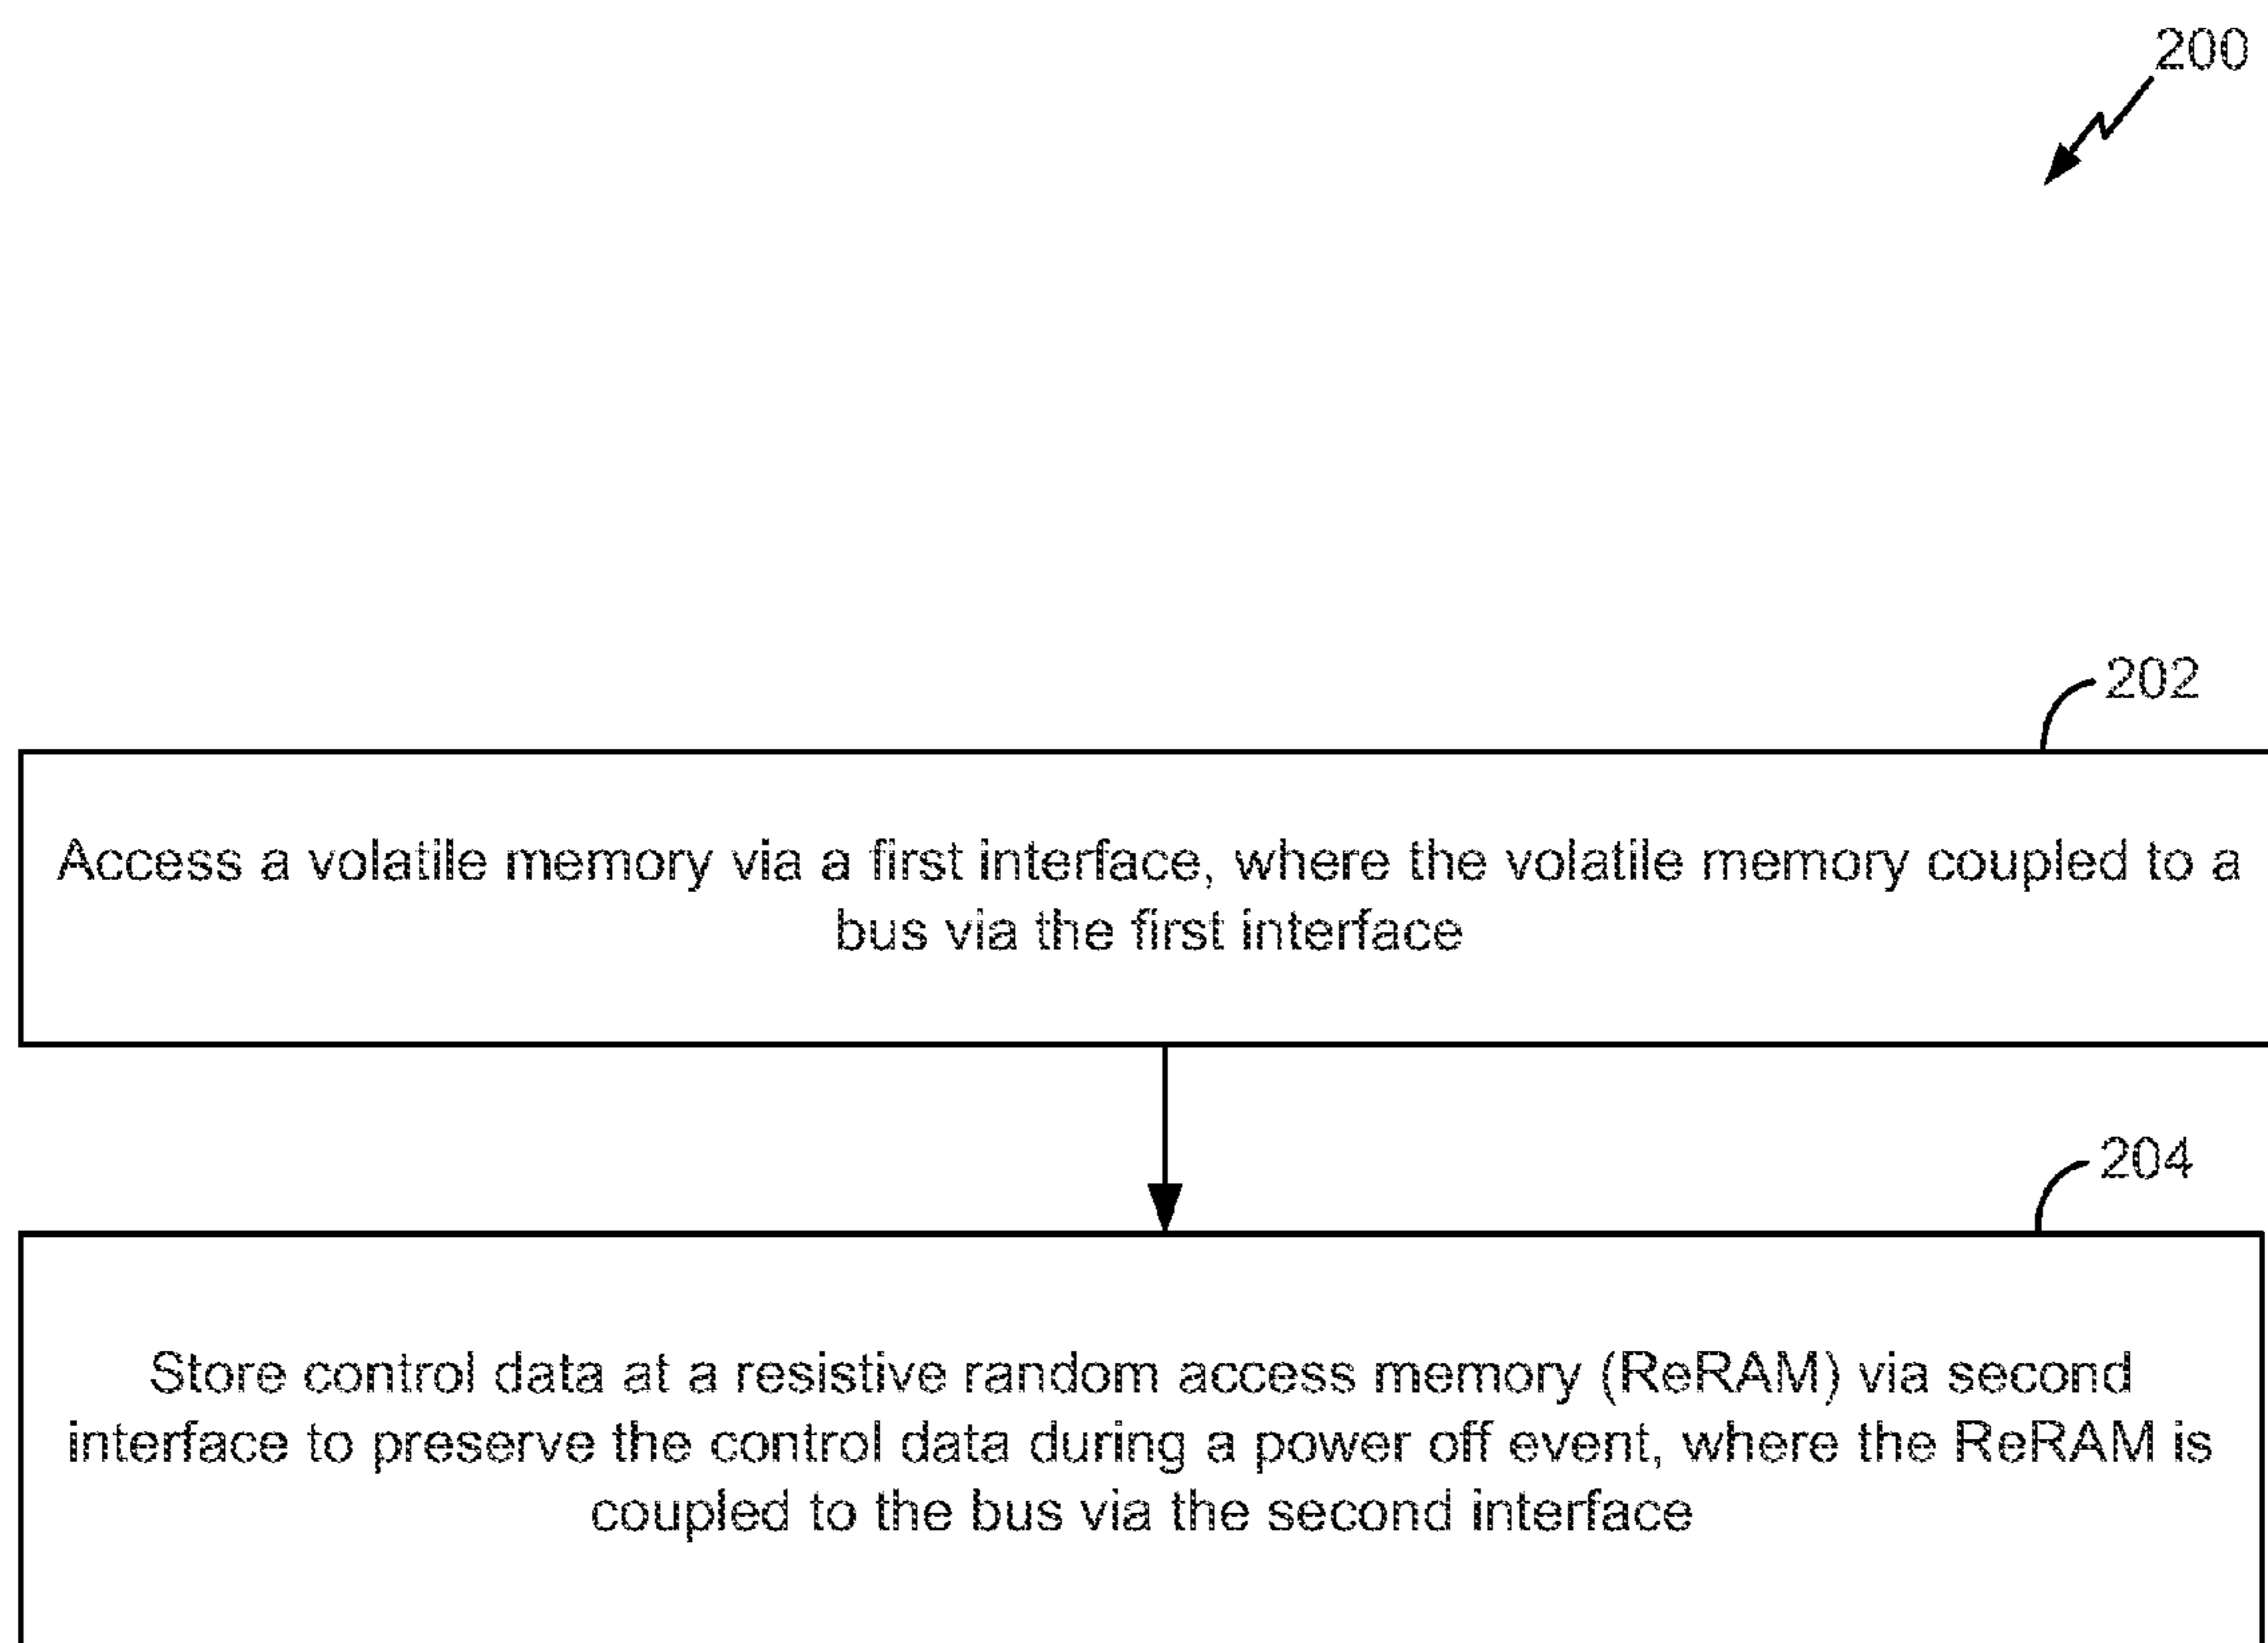 200
202
Access a volatile memory via a first interface, where the volatile memory coupled to a
bus via the first interface
204
Store control data at a resistive random access memory (ReRAM) via second
interface to preserve the control data during a power off event, where the ReRAM is
coupled to the bus via the second interface